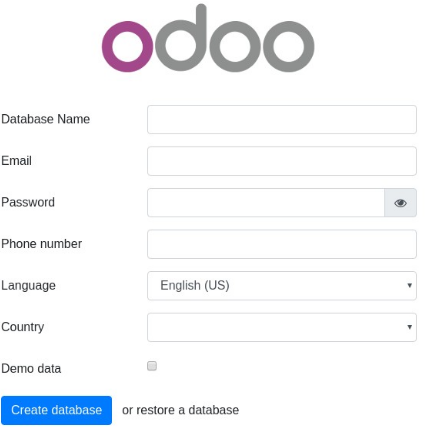 odoo
Database Name
Email
Password
Phone number
Language English (US)
Country
Demo data
Create database or restore a database